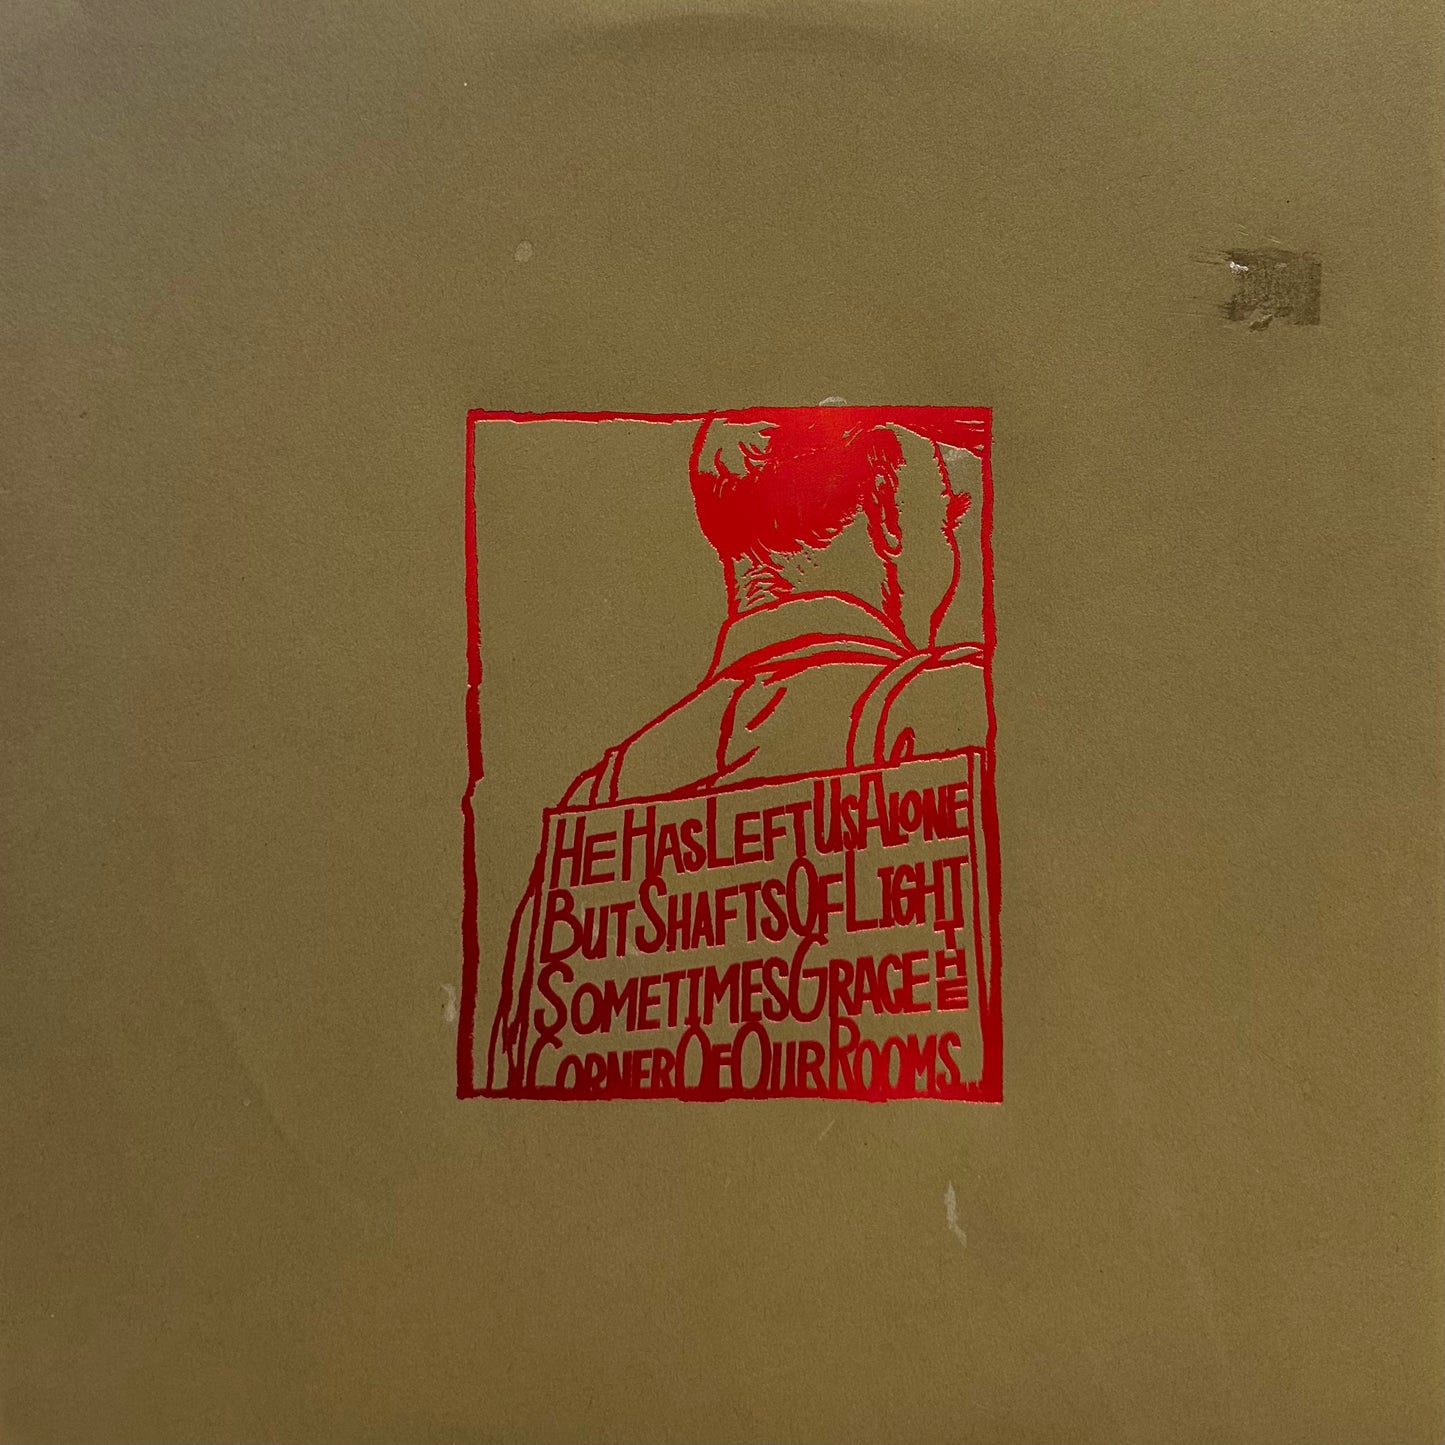 He Has Left Us Alone
But Shafts Of Light
Sometimes Grace The
Corner Of Our Rooms...